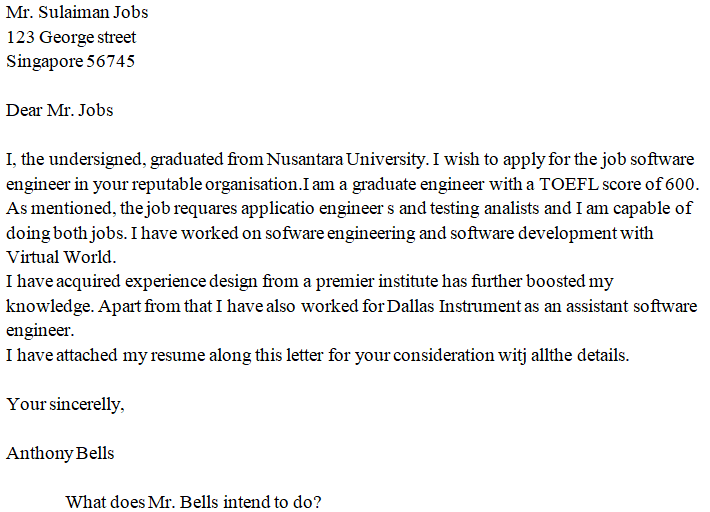 Mr. Sulaiman Jobs
123 George street
Singapore 56745
Dear Mr. Jobs
I, the undersigned, graduated from Nusantara University. I wish to apply for the job software
engineer in your reputable organisation.I am a graduate engineer with a TOEFL score of 600.
As mentioned, the job requares applicatio engineer s and testing analists and I am capable of
doing both jobs. I have worked on sofware engineering and software development with
Virtual World.
I have acquired experience design from a premier institute has further boosted my
knowledge. Apart from that I have also worked for Dallas Instrument as an assistant software
engineer.
I have attached my resume along this letter for your consideration witj allthe details.
Your sincerelly,
Anthony Bells
What does Mr. Bells intend to do?